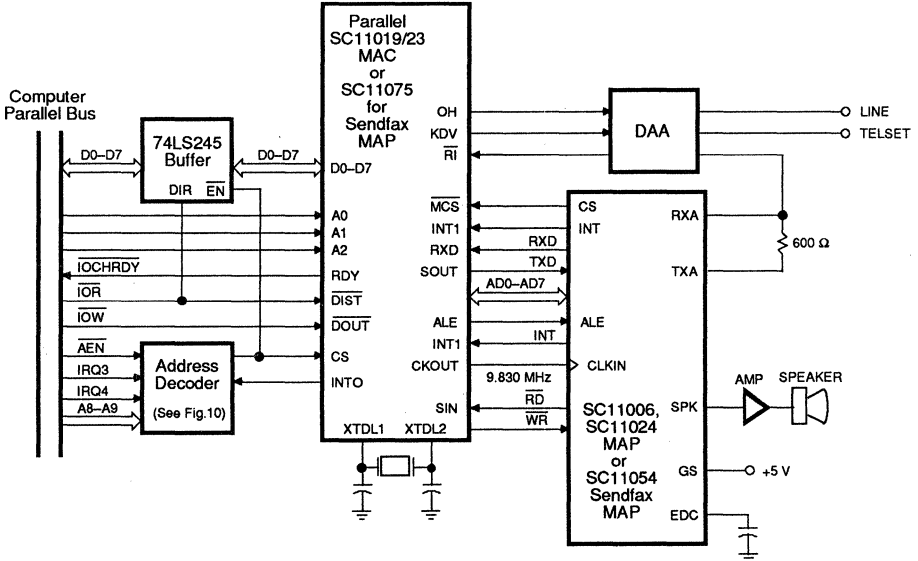 Computer
Parallel Bus
D0–D7
74LS245
Buffer
DIR
EN
D0–D7
Parallel
SC11019/23
MAC
or
SC11075
for
Sendfax
MAP
D0–D7
A0
A1
A2
IOCHRDY
RDY
IOR
DIST
IOW
DOUT
AEN
IRQ3
IRQ4
A8–A9
Address
Decoder
(See Fig.10)
CS
INTO
XTDL1
XTDL2
OH
KDV
RI
MCS
INT1
RXD
SOUT
ALE
INT1
CKOUT
SIN
RXD
TXD
AD0–AD7
INT
9.830 MHz
RD
WR
DAA
LINE
TELSET
CS
INT
RXA
TXA
600 Ω
ALE
CLKIN
SC11006,
SC11024
MAP
or
SC11054
Sendfax
MAP
SPK
GS
EDC
AMP
SPEAKER
+5 V